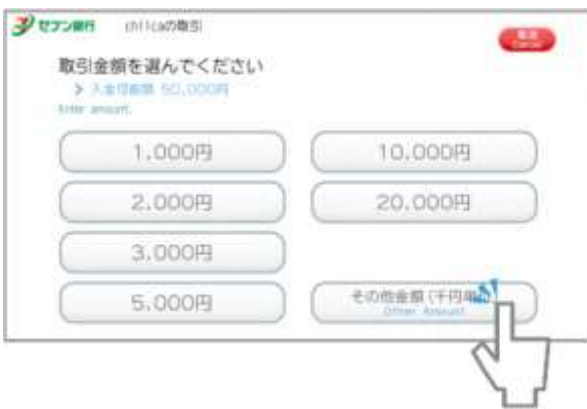 セブン銀行 chiicaの取引
取消
Cancel
取引金額を選んでください
入金可能額 50,000円
Enter amount.
1,000円 10,000円
2,000円 20,000円
3,000円
5,000円 その他金額(千円単
Other Amount